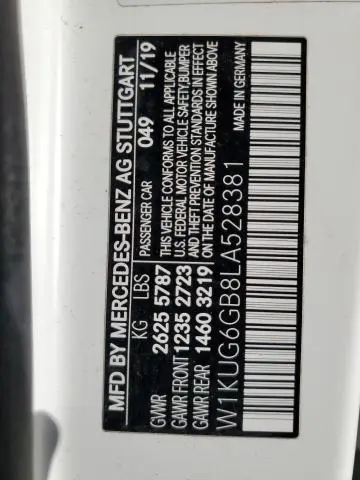 MFD BY MERCEDES-BENZ AG STUTTGART
KG LBS PASSENGER CAR 049 11/19
GVWR 2625 5787 THIS VEHICLE CONFORMS TO ALL APPLICABLE
GAWR FRONT 1235 2723 U.S. FEDERAL MOTOR VEHICLE SAFETY,BUMPER
GAWR REAR 1460 3219 AND THEFT PREVENTION STANDARDS IN EFFECT
ON DATE OF MANUFACTURE SHOWN ABOVE
W1KUG6GB8LA528381 MADE IN GERMANY